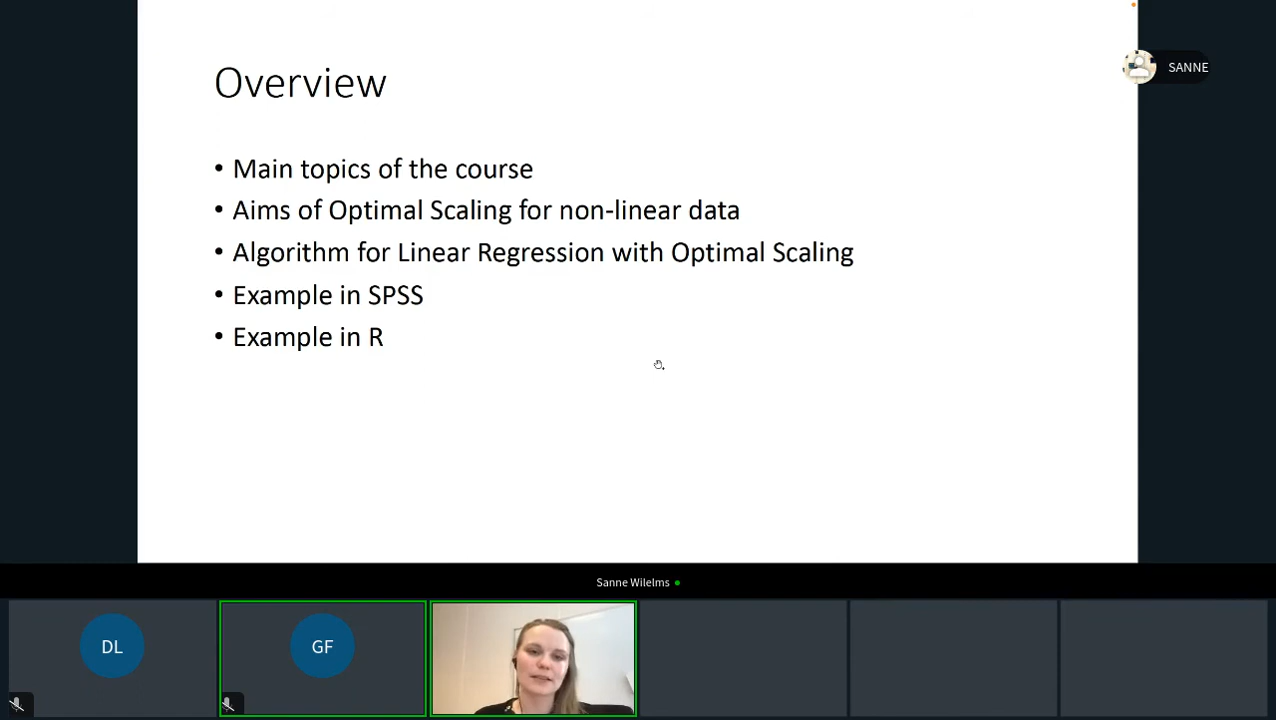 Overview
SANNE
• Main topics of the course
• Aims of Optimal Scaling for non-linear data
• Algorithm for Linear Regression with Optimal Scaling
• Example in SPSS
• Example in R
Sanne Wilelms
DL
GF